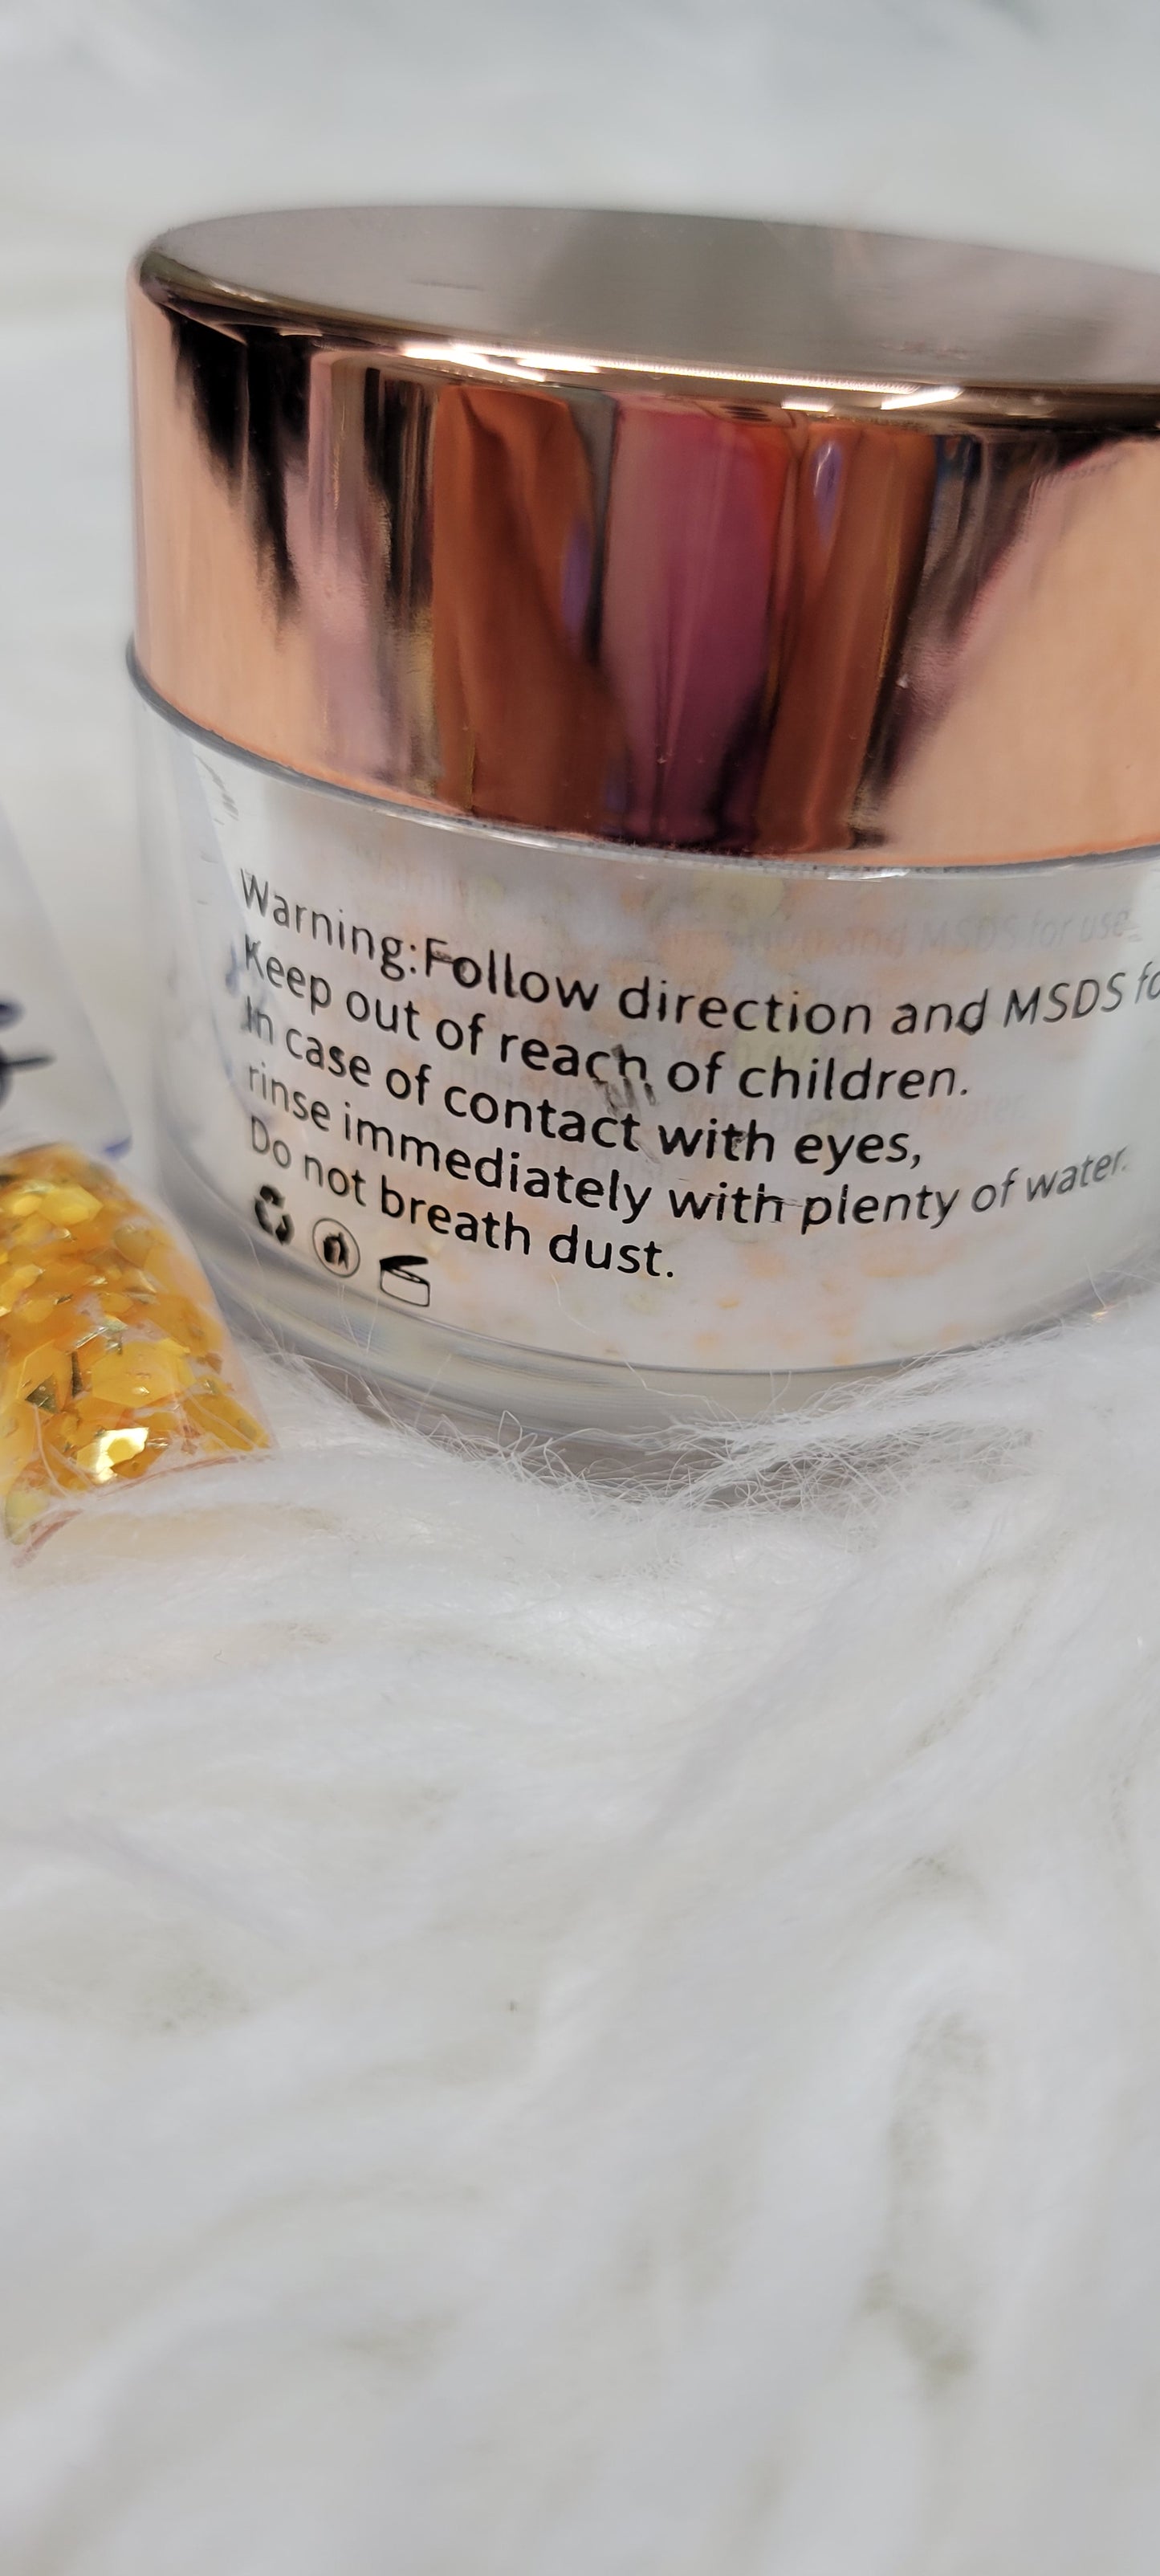 Warning:Follow direction and MSDS fo
Keep out of reach of children.
In case of contact with eyes,
rinse immediately with plenty of water.
Do not breath dust.